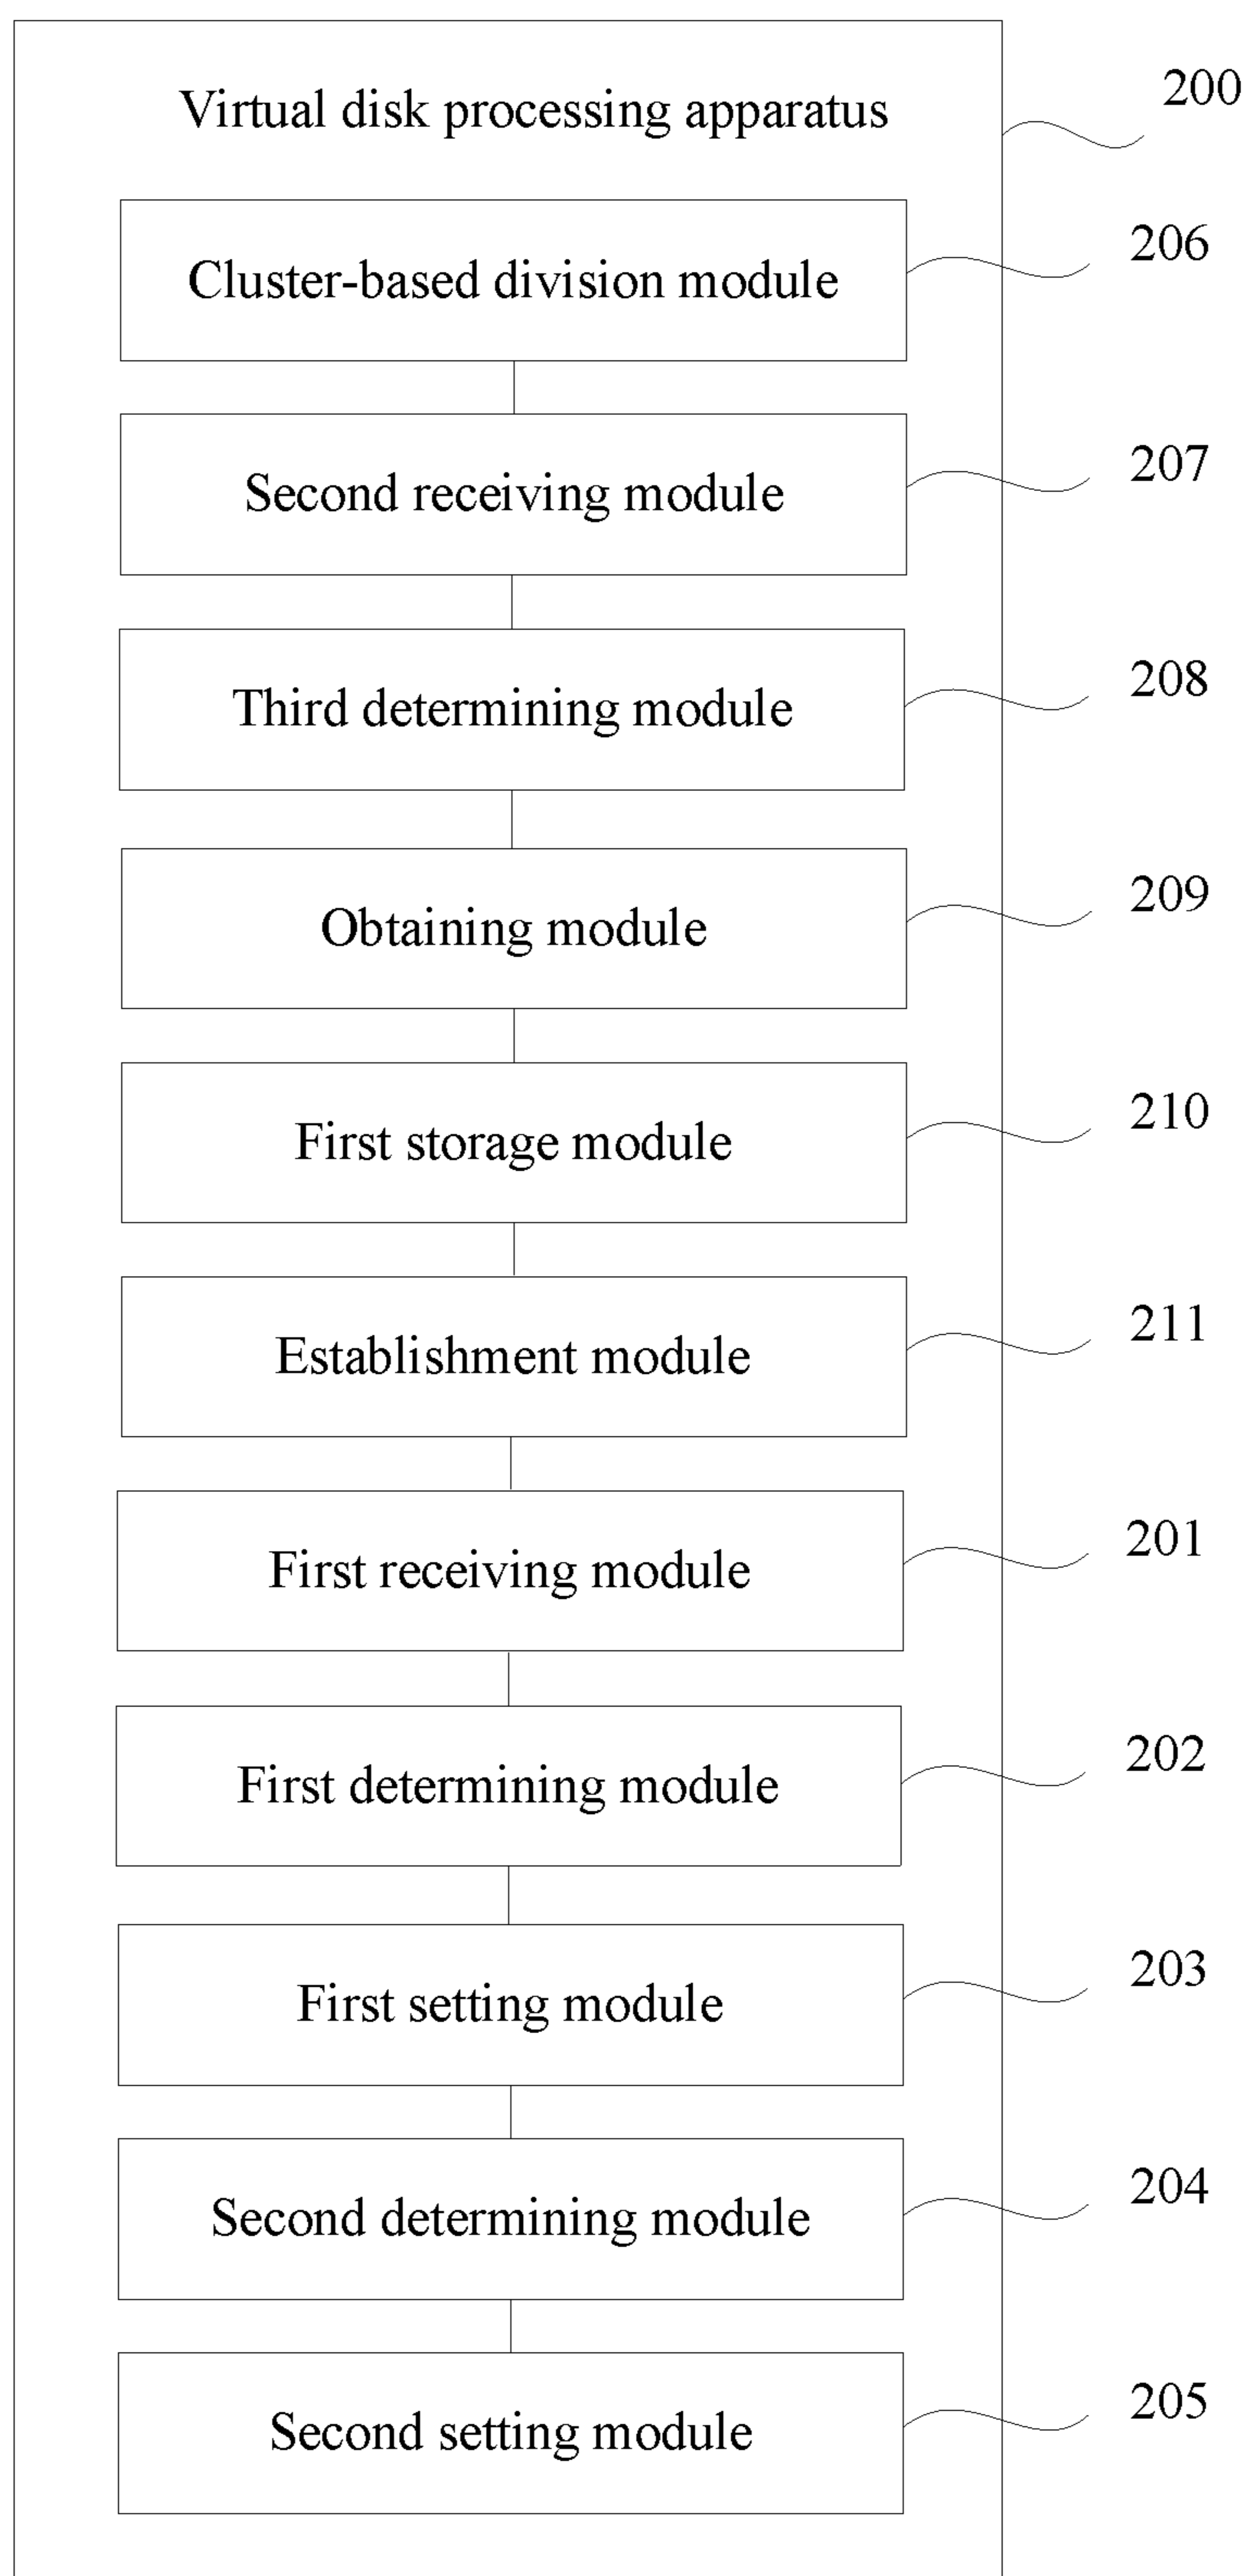 Virtual disk processing apparatus
200
Cluster-based division module
206
Second receiving module
207
Third determining module
208
Obtaining module
209
First storage module
210
Establishment module
211
First receiving module
201
First determining module
202
First setting module
203
Second determining module
204
Second setting module
205